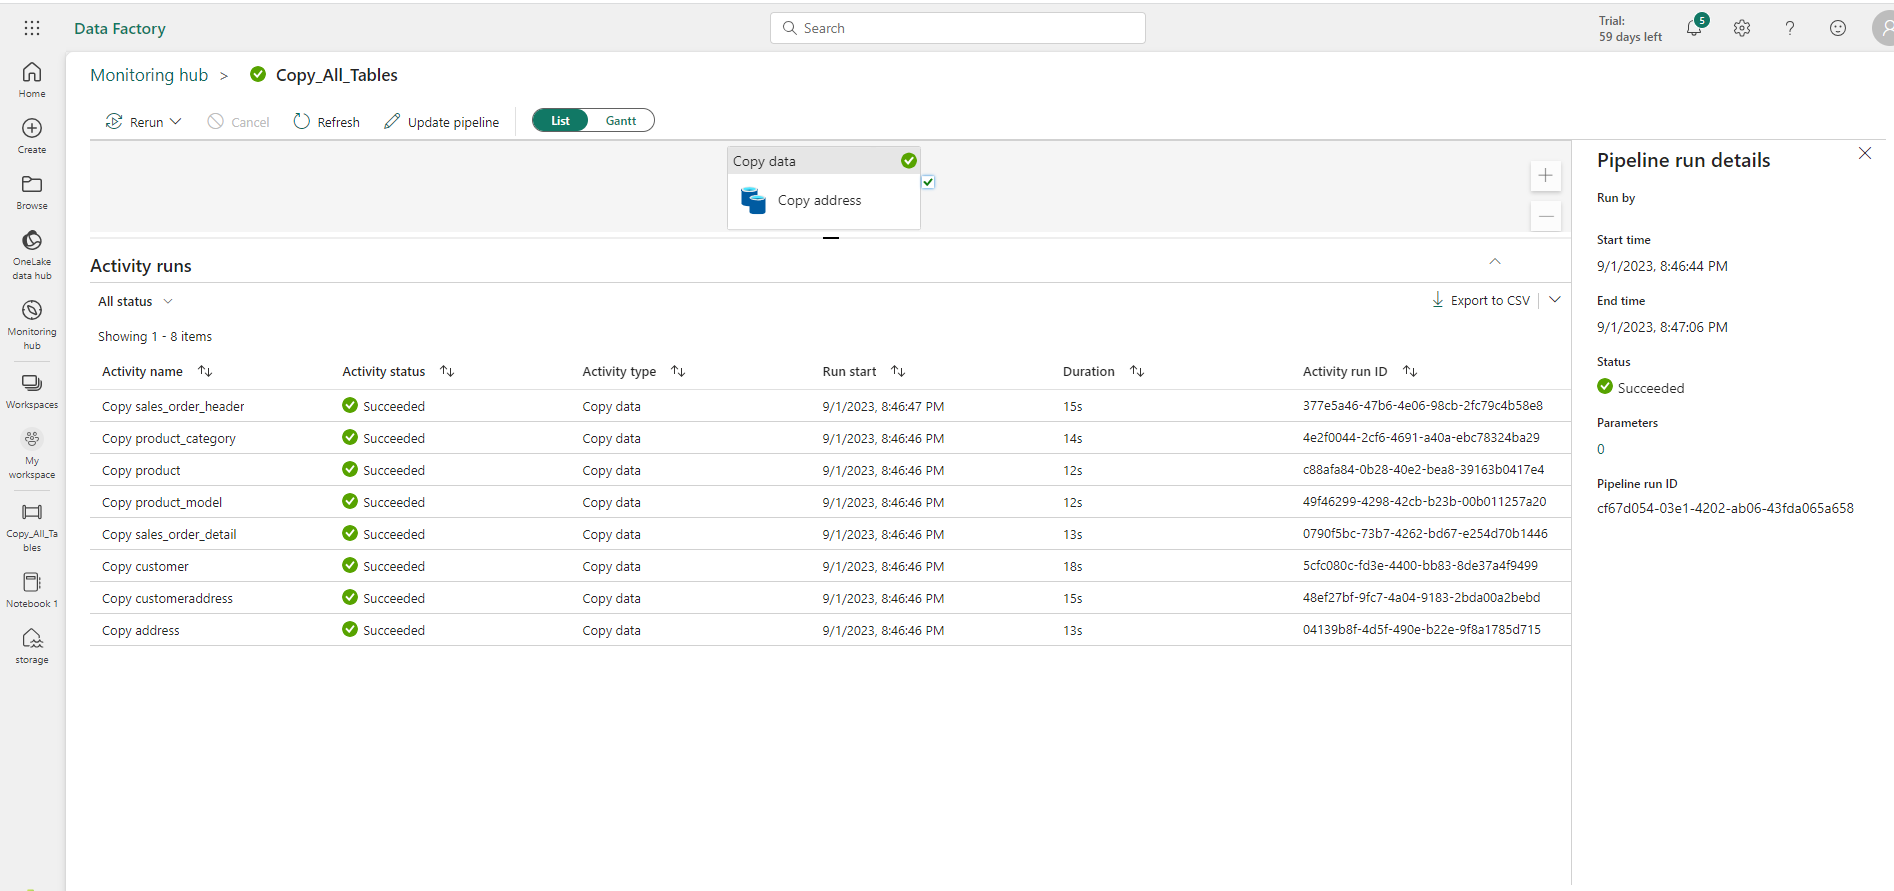 Data Factory
Search
Trial:
59 days left
5
Home
Create
Browse
OneLake
data hub
Monitoring
hub
Workspaces
My
workspace
Copy_All_Ta
bles
Notebook 1
storage
Monitoring hub > Copy_All_Tables
Rerun Cancel Refresh Update pipeline List Gantt
Copy data
Copy address
Activity runs
All status
Export to CSV
Showing 1 - 8 items
Activity name Activity status Activity type Run start Duration Activity run ID
Copy sales_order_header Succeeded Copy data 9/1/2023, 8:46:47 PM 15s 377e5a46-47b6-4e06-98cb-2fc79c4b58e8
Copy product_category Succeeded Copy data 9/1/2023, 8:46:46 PM 14s 4e2f0044-2cf6-4691-a40a-ebc78324ba29
Copy product Succeeded Copy data 9/1/2023, 8:46:46 PM 12s c88afa84-0b28-40e2-bea8-39163b0417e4
Copy product_model Succeeded Copy data 9/1/2023, 8:46:46 PM 12s 49f46299-4298-42cb-b23b-00b011257a20
Copy sales_order_detail Succeeded Copy data 9/1/2023, 8:46:46 PM 13s 0790f5bc-73b7-4262-bd67-e254d70b1446
Copy customer Succeeded Copy data 9/1/2023, 8:46:46 PM 18s 5cfc080c-fd3e-4400-bb83-8de37a4f9499
Copy customeraddress Succeeded Copy data 9/1/2023, 8:46:46 PM 15s 48ef27bf-9fc7-4a04-9183-2bda00a2bebd
Copy address Succeeded Copy data 9/1/2023, 8:46:46 PM 13s 04139b8f-4d5f-490e-b22e-9f8a1785d715
Pipeline run details
Run by
Start time
9/1/2023, 8:46:44 PM
End time
9/1/2023, 8:47:06 PM
Status
Succeeded
Parameters
0
Pipeline run ID
cf67d054-03e1-4202-ab06-43fda065a658